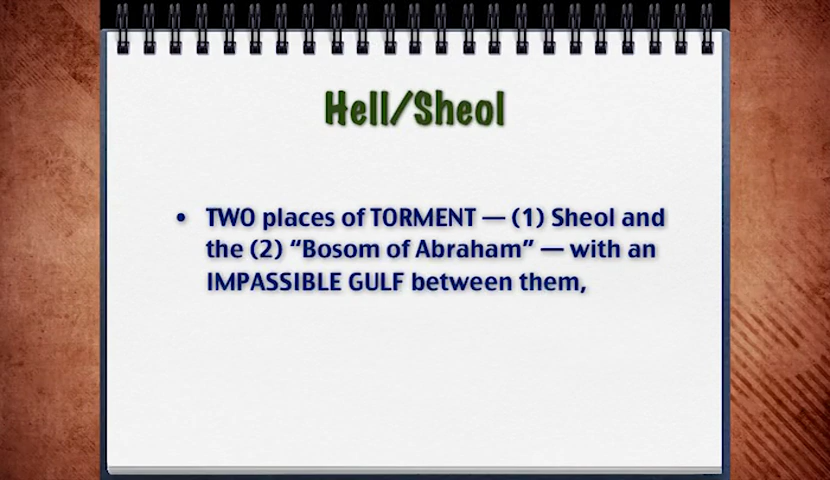 Hell/Sheol
• TWO places of TORMENT — (1) Sheol and
the (2) “Bosom of Abraham” — with an
IMPASSIBLE GULF between them,